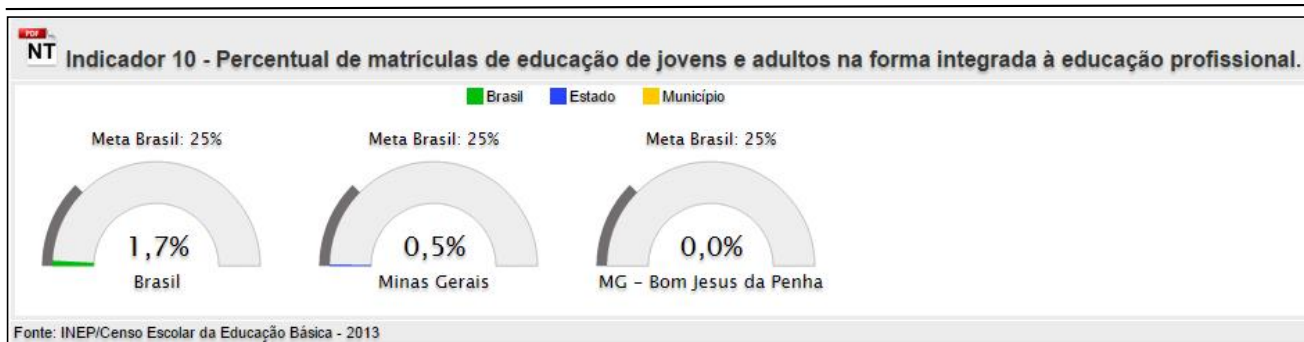 PDF
NT
Indicador 10 - Percentual de matrículas de educação de jovens e adultos na forma integrada à educação profissional.
Brasil Estado Município
Meta Brasil: 25% Meta Brasil: 25% Meta Brasil: 25%
1,7% 0,5% 0,0%
Brasil Minas Gerais MG - Bom Jesus da Penha
Fonte: INEP/Censo Escolar da Educação Básica - 2013